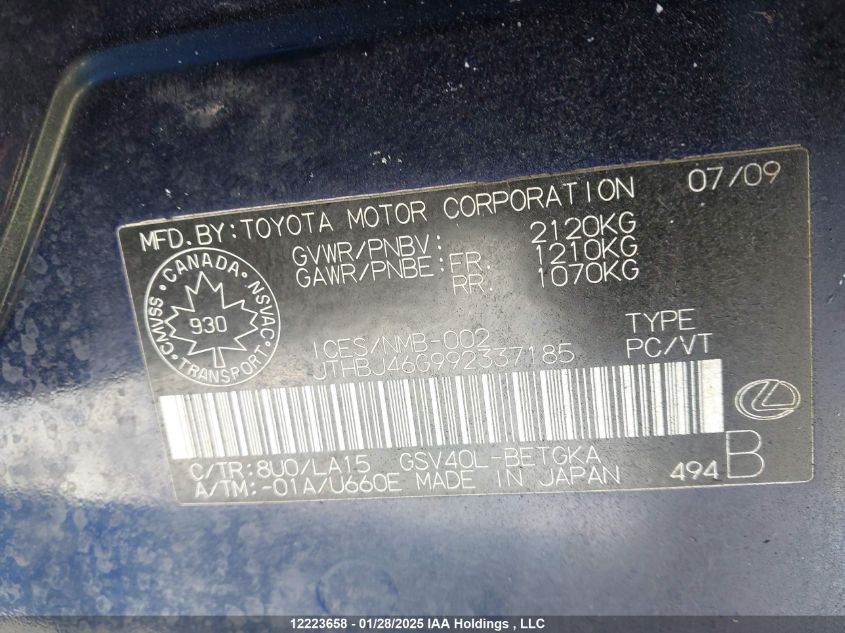 07/09
MFD. BY: TOYOTA MOTOR CORPORATION
GVWR/PNBV: 2120KG
GAWR/PNBE: FR: 1210KG
RR: 1070KG
CMVSS • CANADA • NSVAC • TRANSPORT •
930
ICES/NMB-002
JTHBJ46G992337185
TYPE
PC/VT
C/TR: 8U0/LA15 GSV40L-BETGKA
A/TM: -01A/U660E MADE IN JAPAN
494 B
12223658 - 01/28/2025 IAA Holdings , LLC